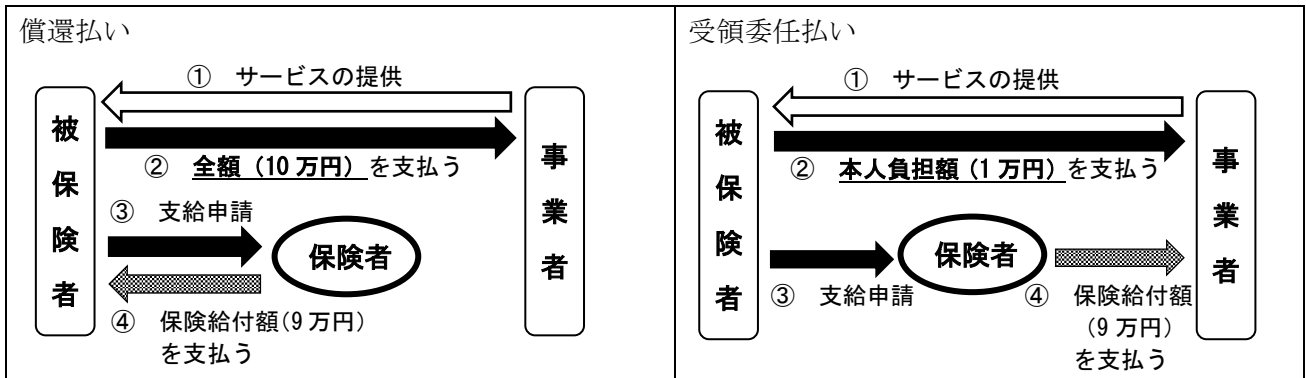 償還払い
① サービスの提供
被保険者
② 全額（10 万円）を支払う
事業者
③ 支給申請
保険者
④ 保険給付額(9 万円)
を支払う
受領委任払い
① サービスの提供
被保険者
② 本人負担額（1 万円）を支払う
事業者
保険者
③ 支給申請
④ 保険給付額
（9 万円）
を支払う